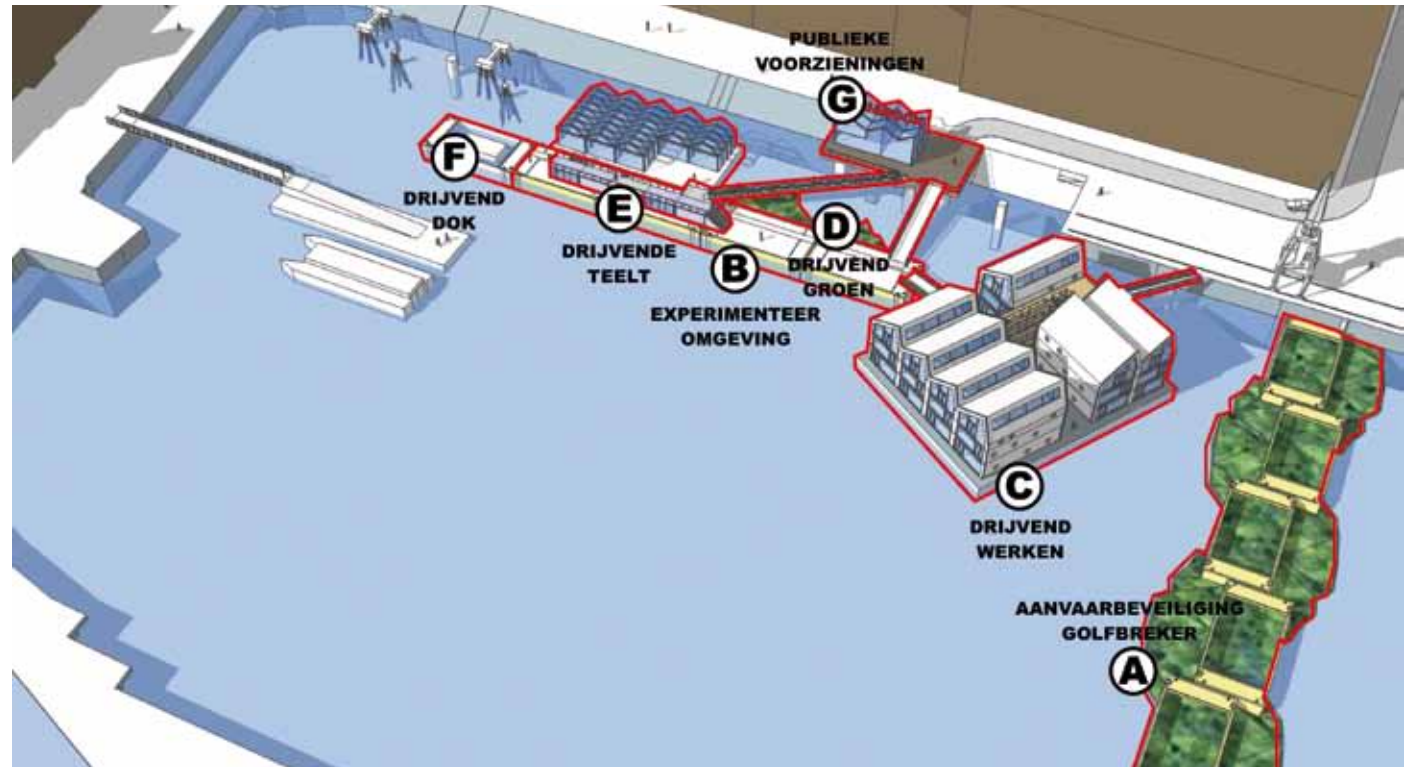 PUBLIEKE
VOORZIENINGEN
G
F
DRIJVEND
DOK
E
DRIJVENDE
TEELT
D
DRIJVEND
GROEN
B
EXPERIMENTEER
OMGEVING
C
DRIJVEND
WERKEN
AANVAARBEVEILIGING
GOLFBREKER
A